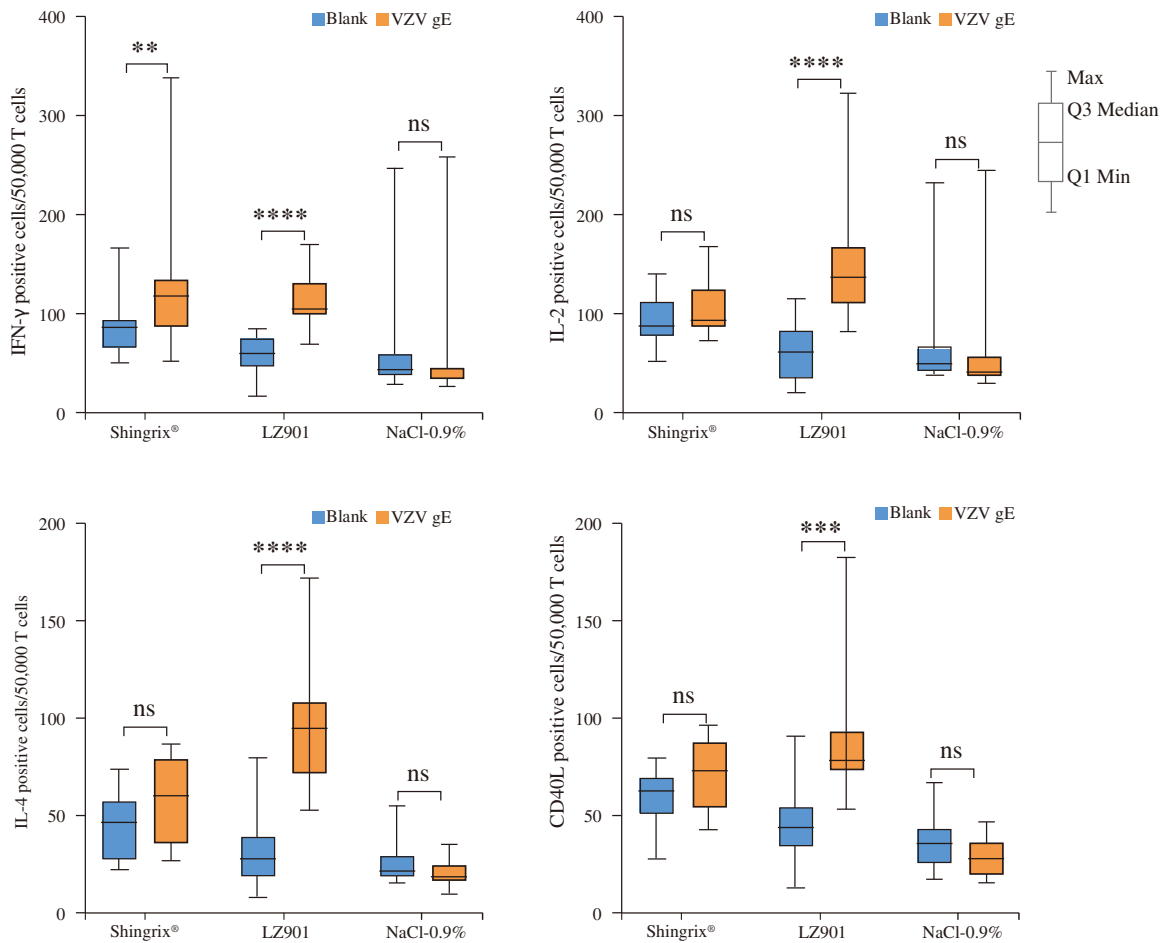 IFN-γ positive cells/50,000 T cells
400
300
200
100
0
Blank VZV gE
**
****
ns
Shingrix® LZ901 NaCl-0.9%
IL-2 positive cells/50,000 T cells
400
300
200
100
0
Blank VZV gE
ns
****
ns
Shingrix® LZ901 NaCl-0.9%
Max
Q3 Median
Q1 Min
IL-4 positive cells/50,000 T cells
200
150
100
50
0
Blank VZV gE
ns
****
ns
Shingrix® LZ901 NaCl-0.9%
CD40L positive cells/50,000 T cells
200
150
100
50
0
Blank VZV gE
ns
***
ns
Shingrix® LZ901 NaCl-0.9%